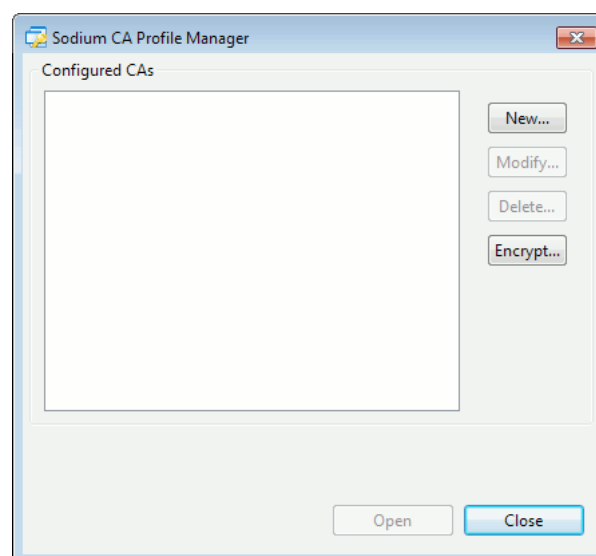 Sodium CA Profile Manager
Configured CAs
New...
Modify...
Delete...
Encrypt...
Open
Close